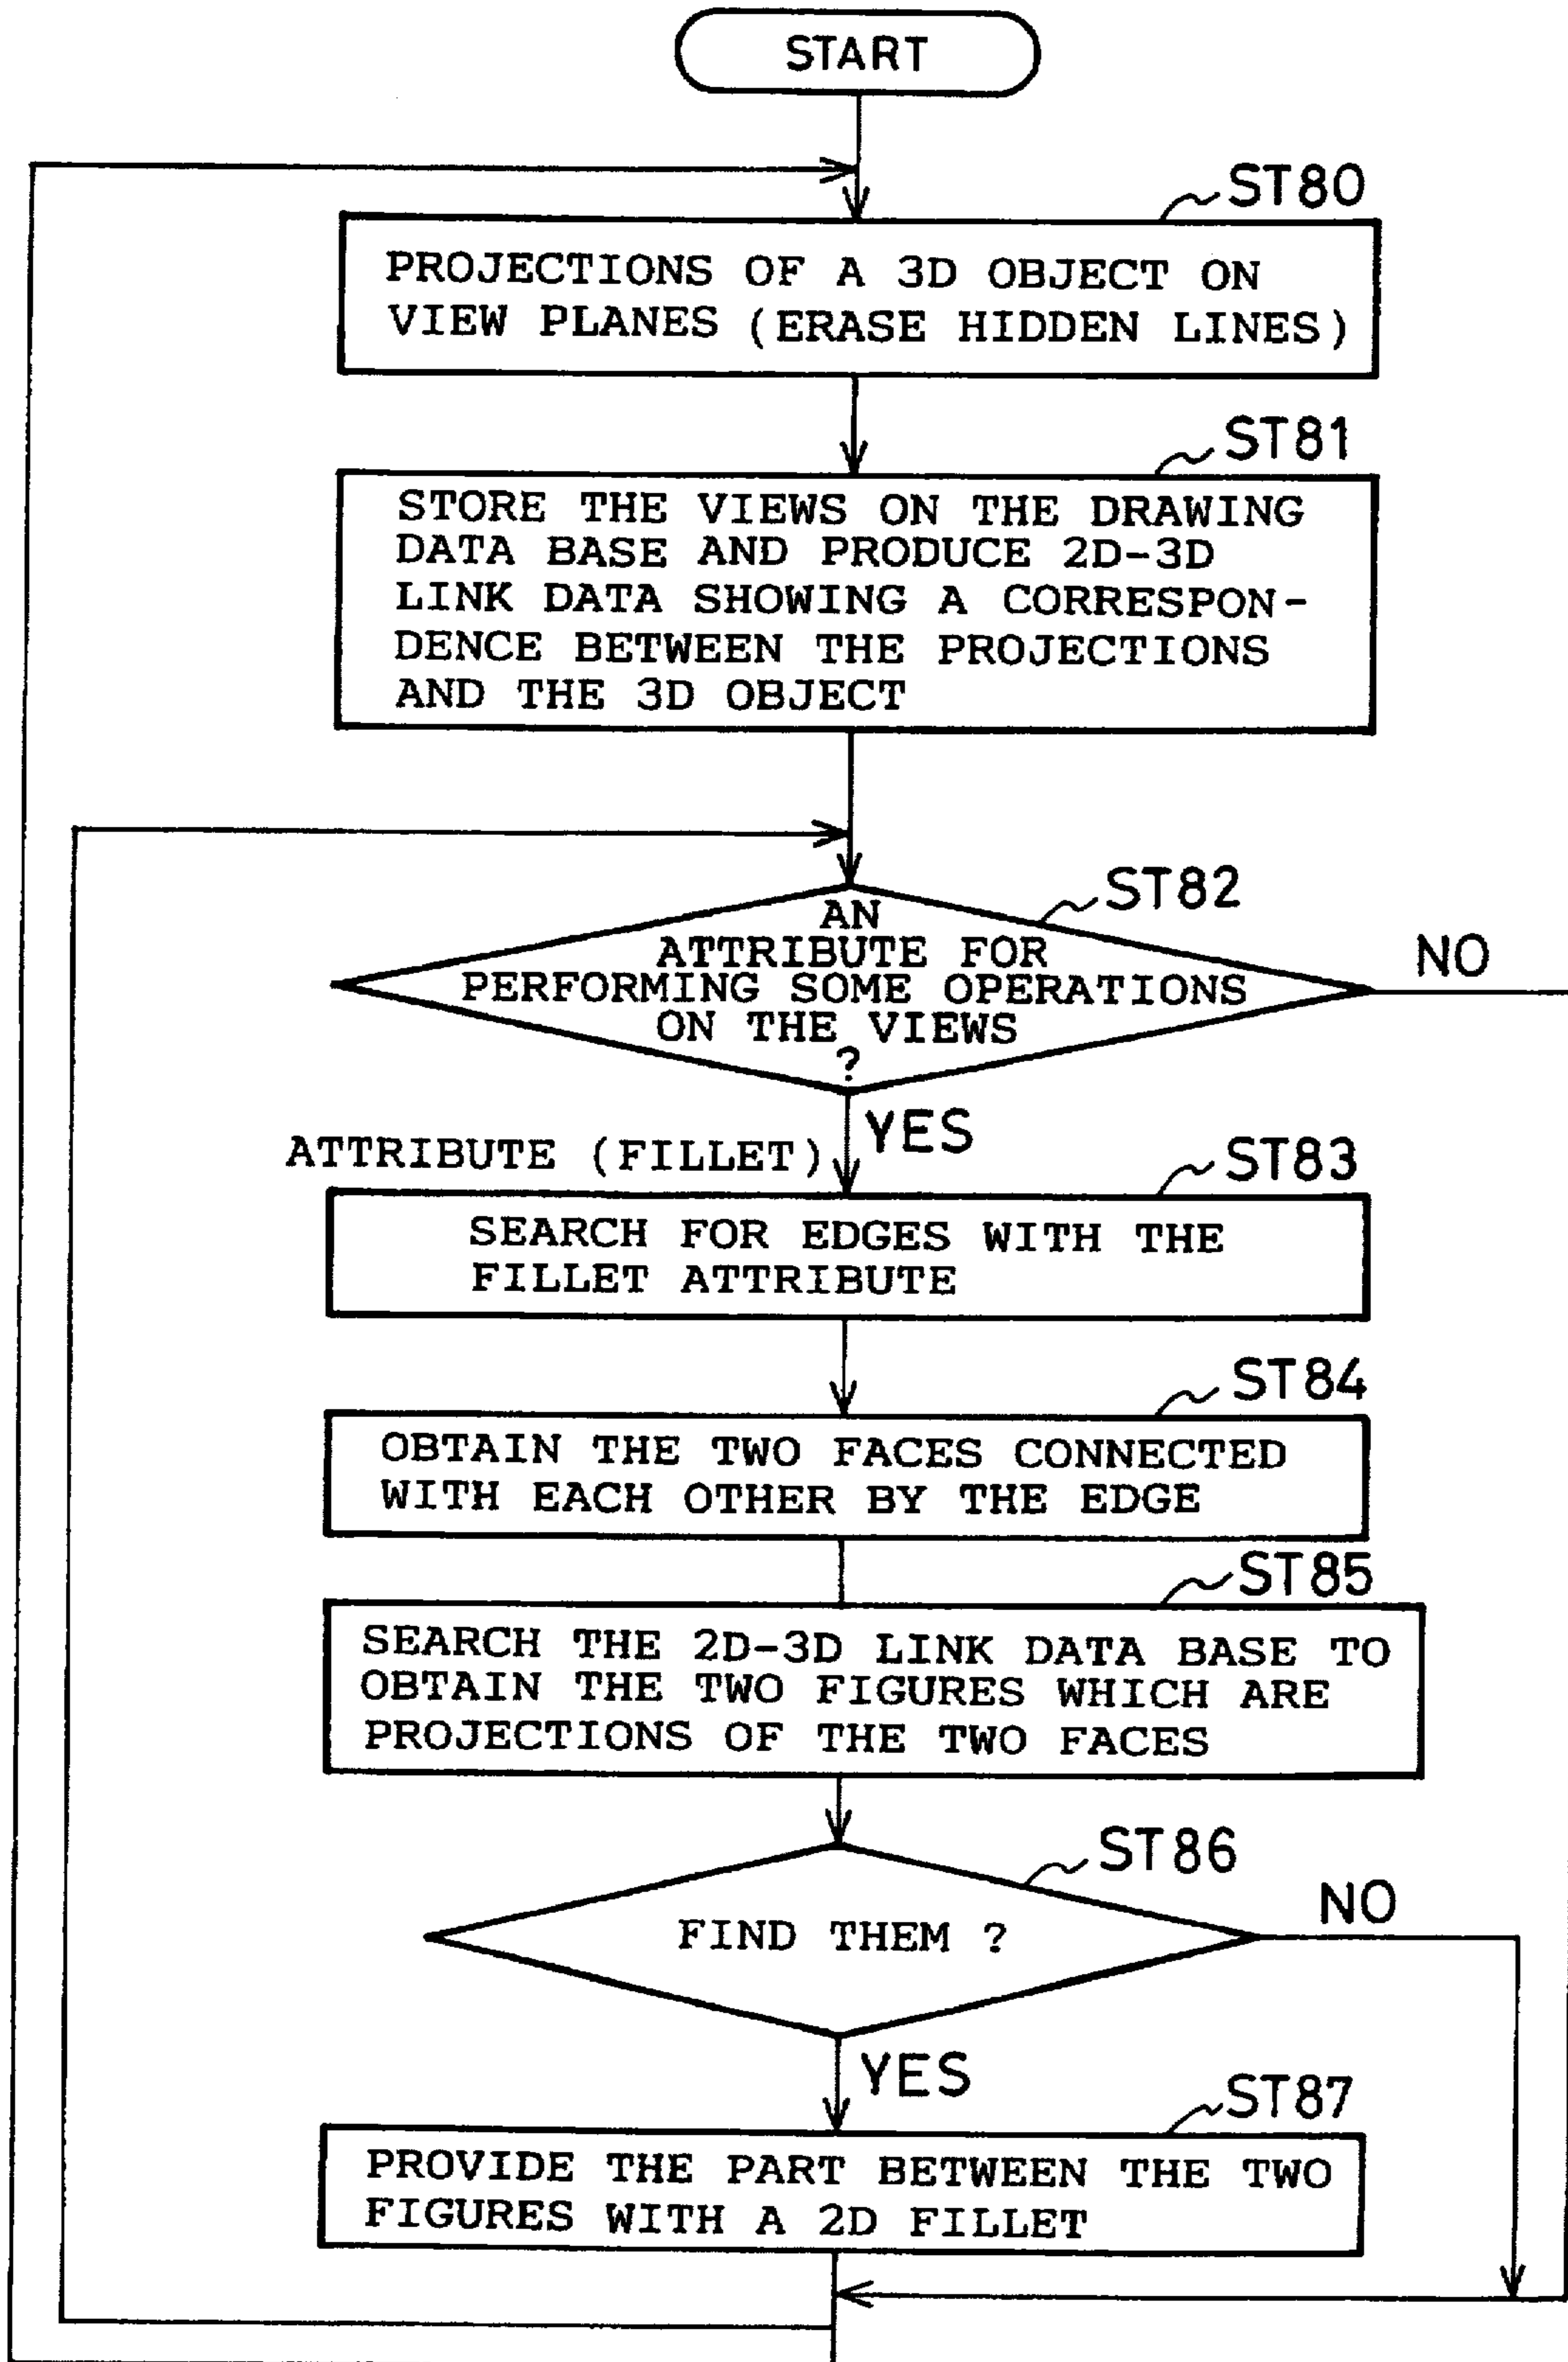 START
ST80
PROJECTIONS OF A 3D OBJECT ON
VIEW PLANES (ERASE HIDDEN LINES)
ST81
STORE THE VIEWS ON THE DRAWING
DATA BASE AND PRODUCE 2D-3D
LINK DATA SHOWING A CORRESPON-
DENCE BETWEEN THE PROJECTIONS
AND THE 3D OBJECT
ST82
AN
ATTRIBUTE FOR
PERFORMING SOME OPERATIONS
ON THE VIEWS
?
NO
YES
ATTRIBUTE (FILLET)
ST83
SEARCH FOR EDGES WITH THE
FILLET ATTRIBUTE
ST84
OBTAIN THE TWO FACES CONNECTED
WITH EACH OTHER BY THE EDGE
ST85
SEARCH THE 2D-3D LINK DATA BASE TO
OBTAIN THE TWO FIGURES WHICH ARE
PROJECTIONS OF THE TWO FACES
ST86
FIND THEM ?
NO
YES
ST87
PROVIDE THE PART BETWEEN THE TWO
FIGURES WITH A 2D FILLET